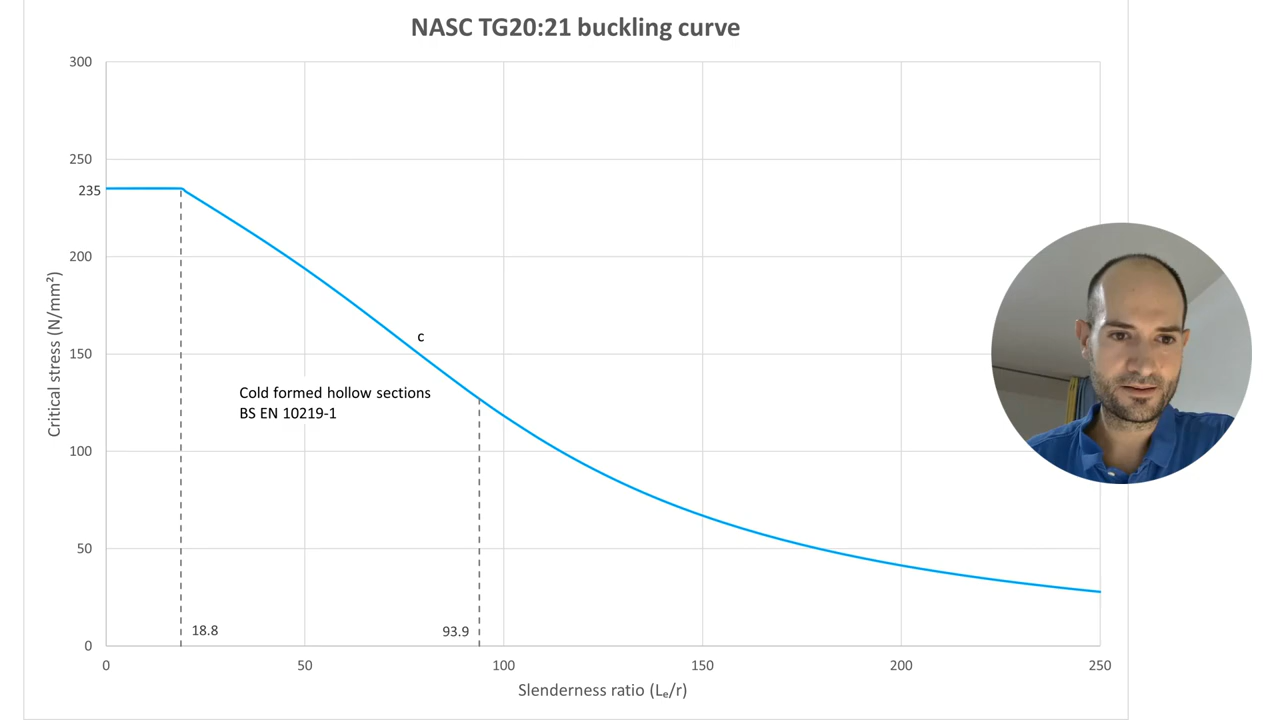 NASC TG20:21 buckling curve
300
250
235
200
150
100
50
0
Critical stress (N/mm²)
c
Cold formed hollow sections
BS EN 10219-1
18.8
93.9
0 50 100 150 200 250
Slenderness ratio (Lₑ/r)